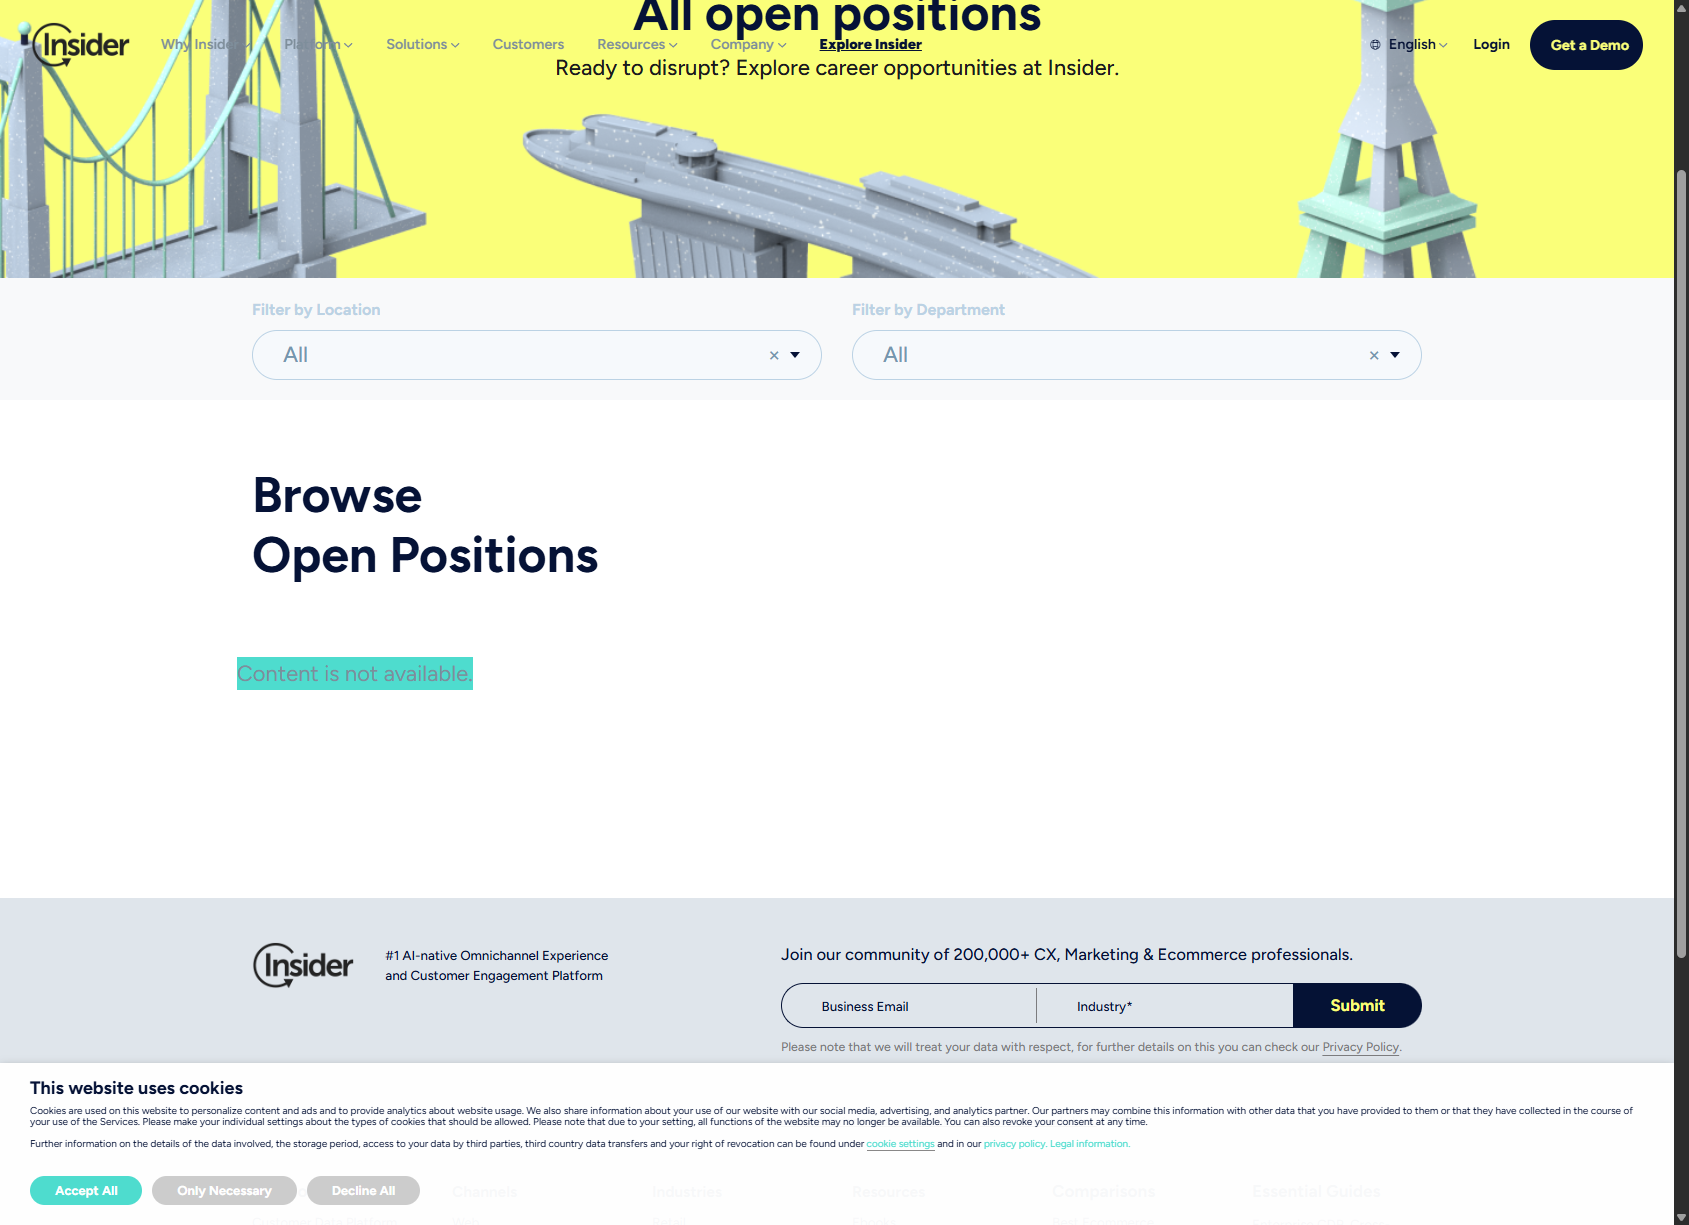 All open positions
Insider
Why Insider
Platform
Solutions
Customers
Resources
Company
Explore Insider
English
Login
Get a Demo
Ready to disrupt? Explore career opportunities at Insider.
Filter by Location
Filter by Department
All
×
All
×
Browse
Open Positions
Content is not available.
Insider
#1 AI-native Omnichannel Experience
and Customer Engagement Platform
Join our community of 200,000+ CX, Marketing & Ecommerce professionals.
Business Email
Industry*
Submit
Please note that we will treat your data with respect, for further details on this you can check our Privacy Policy.
This website uses cookies
Cookies are used on this website to personalize content and ads and to provide analytics about website usage. We also share information about your use of our website with our social media, advertising, and analytics partner. Our partners may combine this information with other data that you have provided to them or that they have collected in the course of
your use of the Services. Please make your individual settings about the types of cookies that should be allowed. Please note that due to your setting, all functions of the website may no longer be available. You can also revoke your consent at any time.
Further information on the details of the data involved, the storage period, access to your data by third parties, third country data transfers and your right of revocation can be found under cookie settings and in our privacy policy. Legal information.
Accept All
Only Necessary
Decline All
Channels
Industries
Resources
Comparisons
Essential Guides
Customer Data Platform
Web
Retail
Ebooks